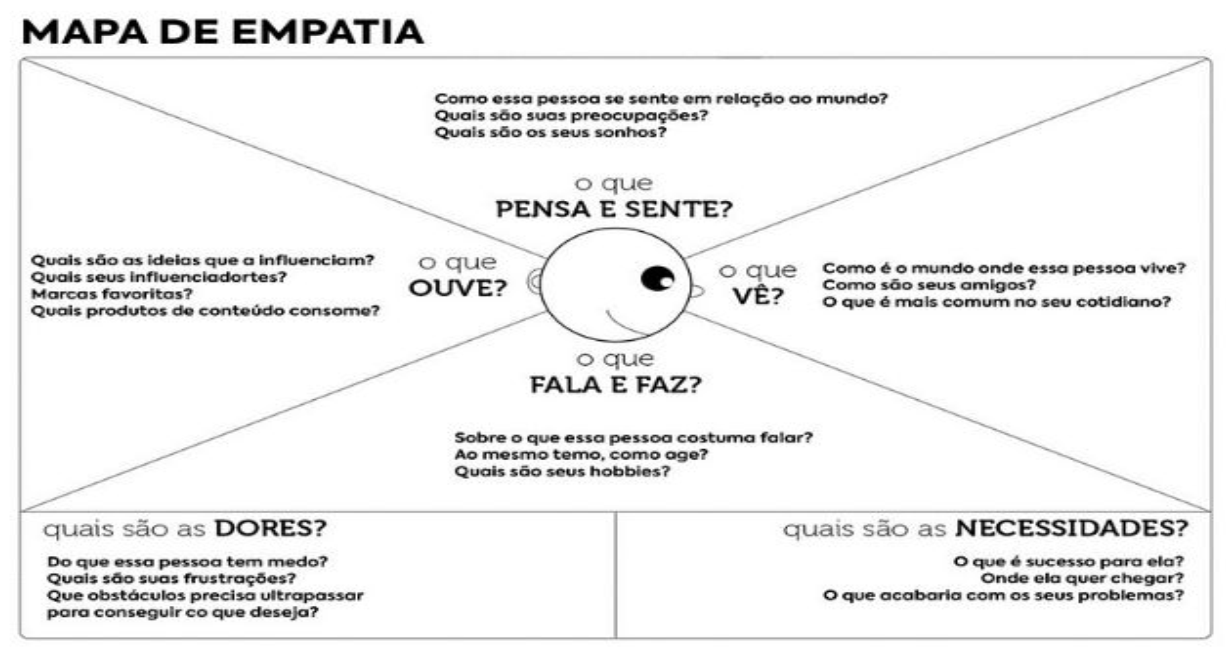 MAPA DE EMPATIA
Como essa pessoa se sente em relação ao mundo?
Quais são suas preocupações?
Quais são os seus sonhos?
o que
PENSA E SENTE?
Quais são as ideias que a influenciam?
Quais seus influenciadortes?
Marcas favoritas?
Quais produtos de conteúdo consome?
o que
OUVE?
o que
VÊ?
Como é o mundo onde essa pessoa vive?
Como são seus amigos?
O que é mais comum no seu cotidiano?
o que
FALA E FAZ?
Sobre o que essa pessoa costuma falar?
Ao mesmo temo, como age?
Quais são seus hobbies?
quais são as DORES?
Do que essa pessoa tem medo?
Quais são suas frustrações?
Que obstáculos precisa ultrapassar
para conseguir co que deseja?
quais são as NECESSIDADES?
O que é sucesso para ela?
Onde ela quer chegar?
O que acabaria com os seus problemas?